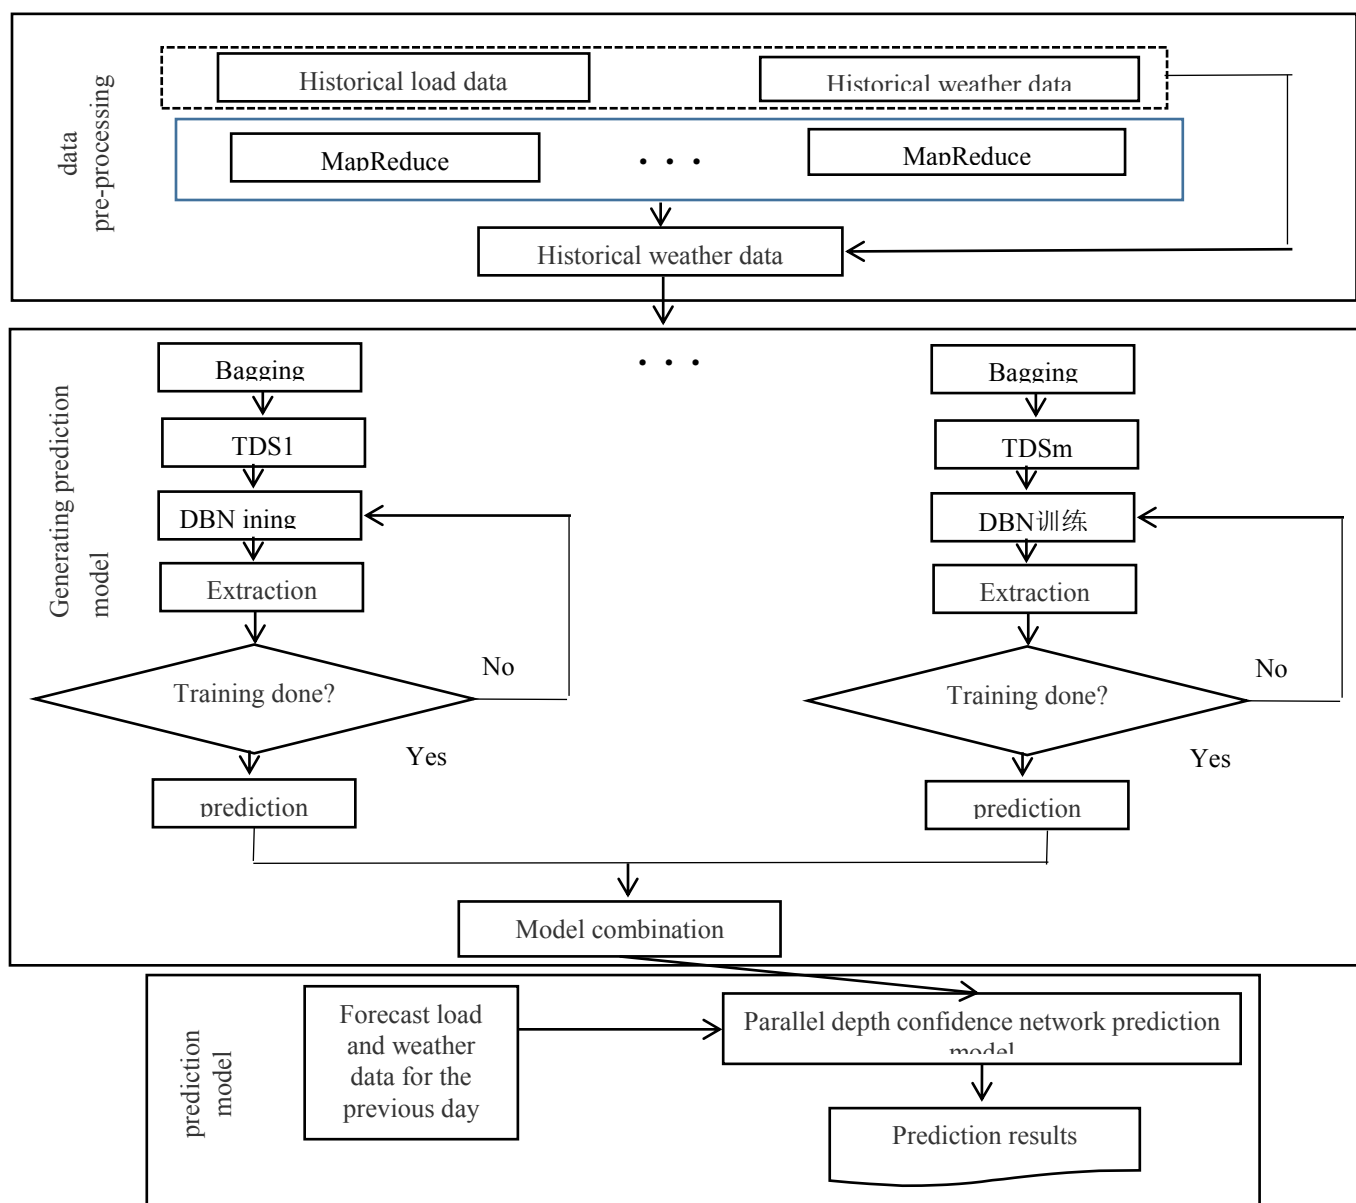 data
pre-processing
Historical load data
Historical weather data
MapReduce
. . .
MapReduce
Historical weather data
Generating prediction
model
Bagging
. . .
Bagging
TDS1
TDSm
DBN ining
DBN训练
Extraction
Extraction
Training done?
No
Training done?
No
Yes
Yes
prediction
prediction
Model combination
prediction
model
Forecast load
and weather
data for the
previous day
Parallel depth confidence network prediction
model
Prediction results